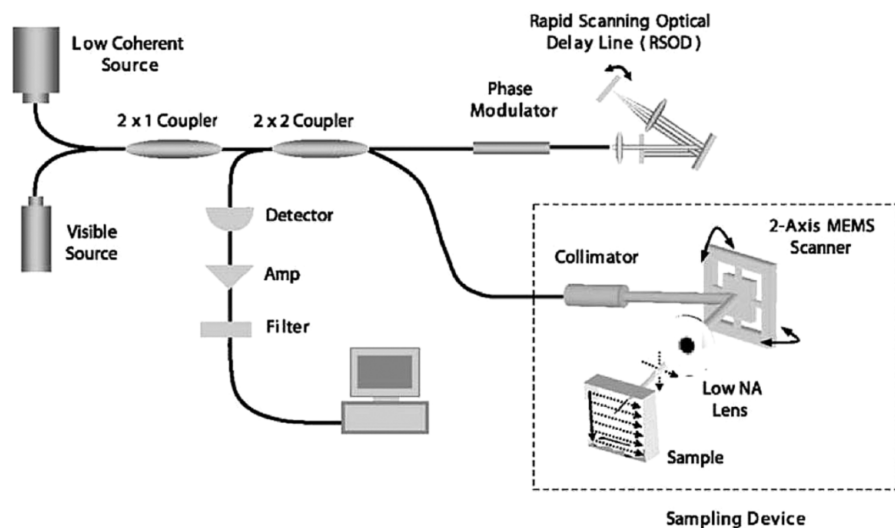 Rapid Scanning Optical
Delay Line ( RSOD )
Low Coherent
Source
Phase
Modulator
2 x 1 Coupler
2 x 2 Coupler
Visible
Source
Detector
2-Axis MEMS
Scanner
Collimator
Amp
Filter
Low NA
Lens
Sample
Sampling Device